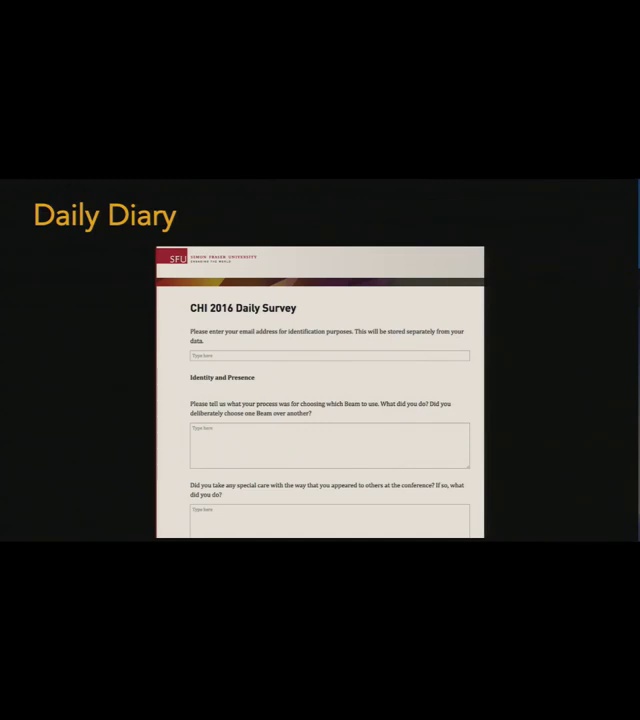 Daily Diary
SFU
SIMON FRASER UNIVERSITY
ENGAGING THE WORLD
CHI 2016 Daily Survey
Please enter your email address for identification purposes. This will be stored separately from your
data.
Type here
Identity and Presence
Please tell us what your process was for choosing which Beam to use. What did you do? Did you
deliberately choose one Beam over another?
Type here
Did you take any special care with the way that you appeared to others at the conference? If so, what
did you do?
Type here